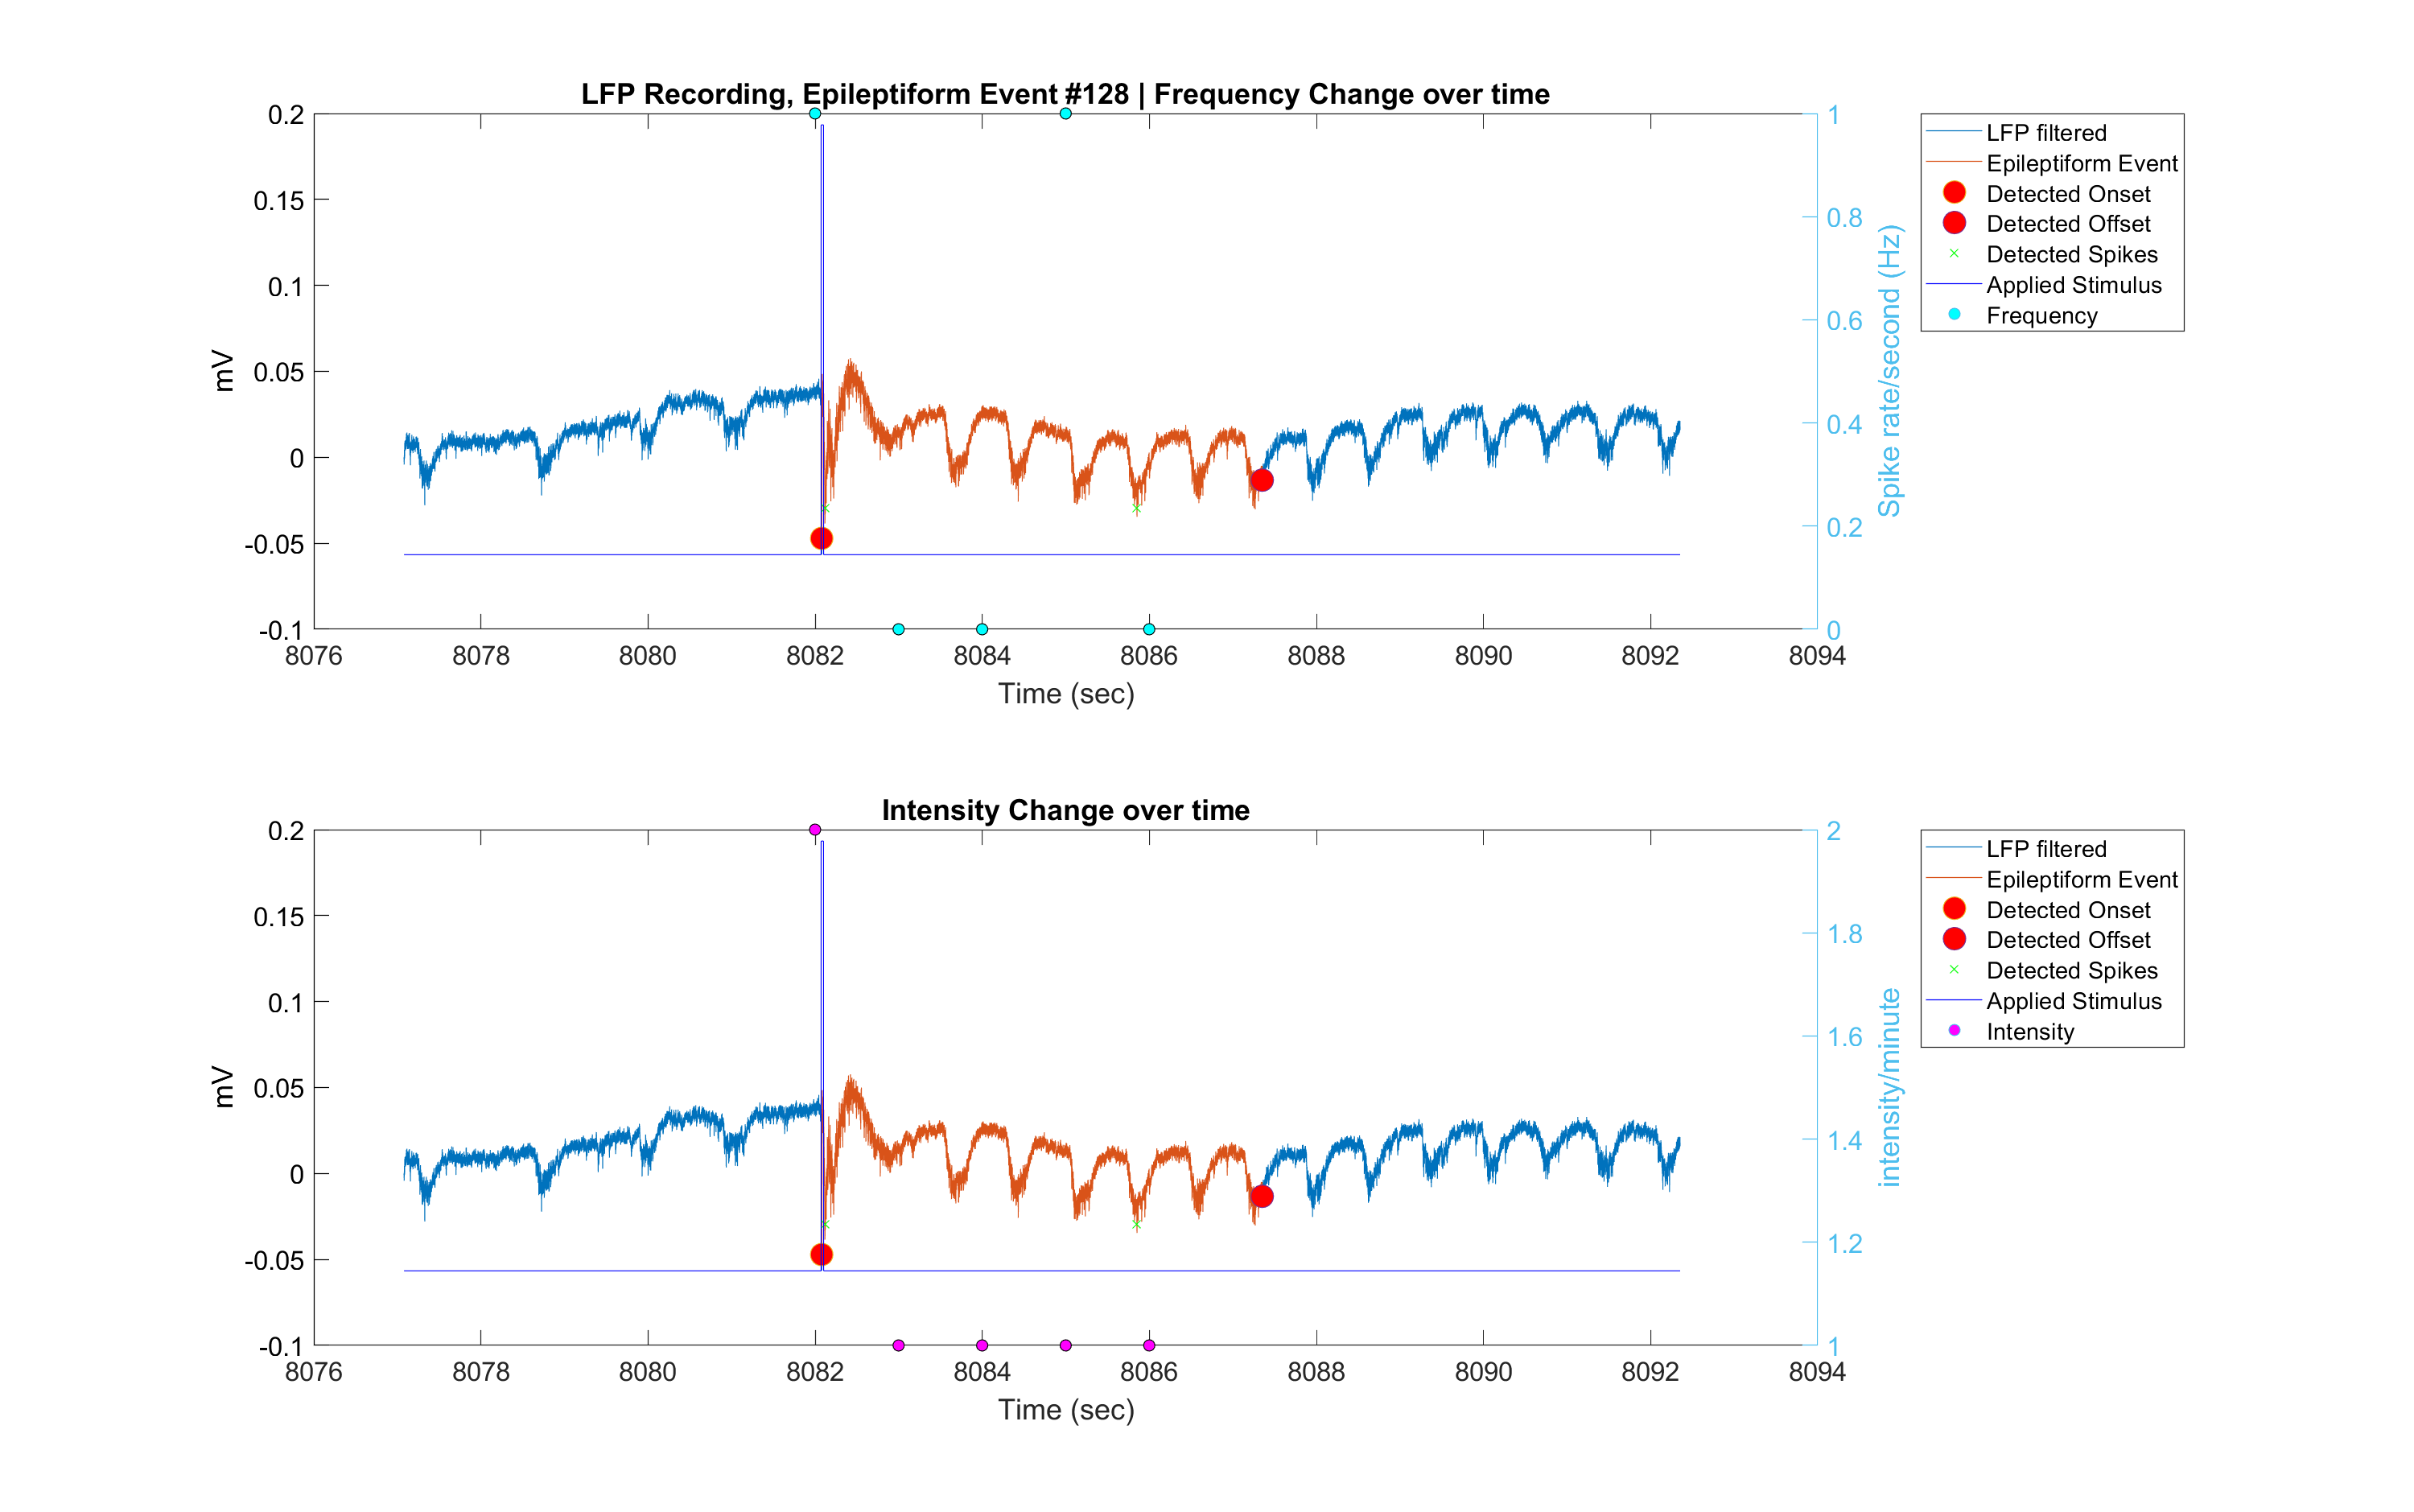 LFP Recording, Epileptiform Event #128 | Frequency Change over time
0.2
0.15
0.1
0.05
0
-0.05
-0.1
mV
8076 8078 8080 8082 8084 8086 8088 8090 8092 8094
Time (sec)
1
0.8
0.6
0.4
0.2
0
Spike rate/second (Hz)
LFP filtered
Epileptiform Event
Detected Onset
Detected Offset
Detected Spikes
Applied Stimulus
Frequency
Intensity Change over time
0.2
0.15
0.1
0.05
0
-0.05
-0.1
mV
8076 8078 8080 8082 8084 8086 8088 8090 8092 8094
Time (sec)
2
1.8
1.6
1.4
1.2
1
intensity/minute
LFP filtered
Epileptiform Event
Detected Onset
Detected Offset
Detected Spikes
Applied Stimulus
Intensity